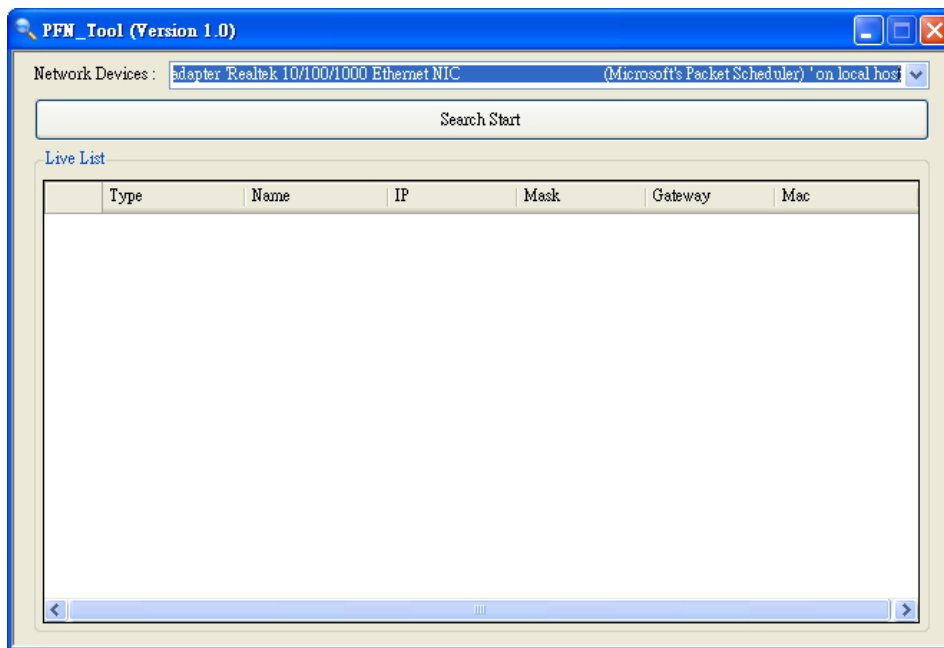 PFN_Tool (Version 1.0)
Network Devices : adapter 'Realtek 10/100/1000 Ethernet NIC (Microsoft's Packet Scheduler) ' on local host
Search Start
Live List
Type Name IP Mask Gateway Mac